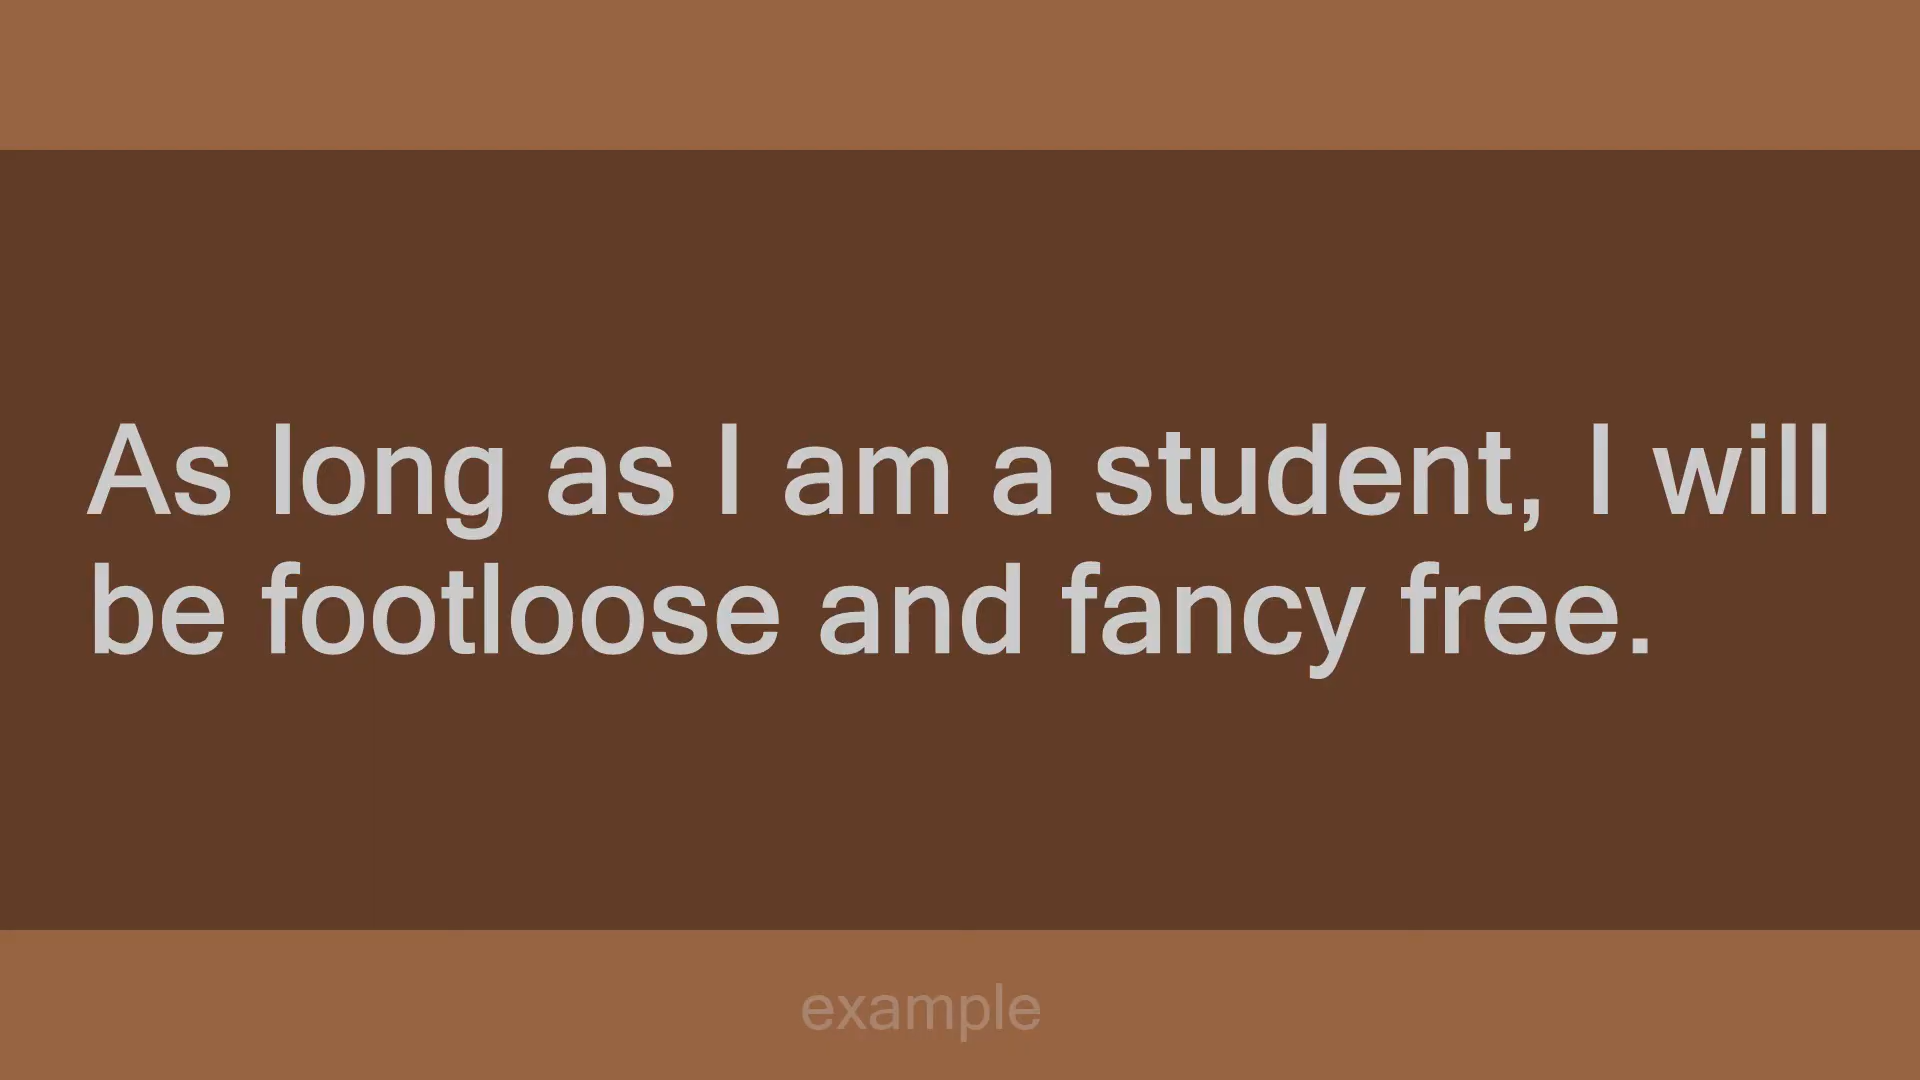 As long as I am a student, I will
be footloose and fancy free.
example